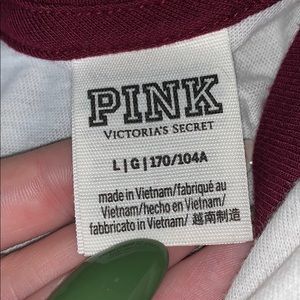 PINK
VICTORIA'S SECRET
L | G | 170/104A
made in Vietnam/fabriqué au
Vietnam/hecho en Vietnam/
fabbricato in Vietnam/ 越南制造